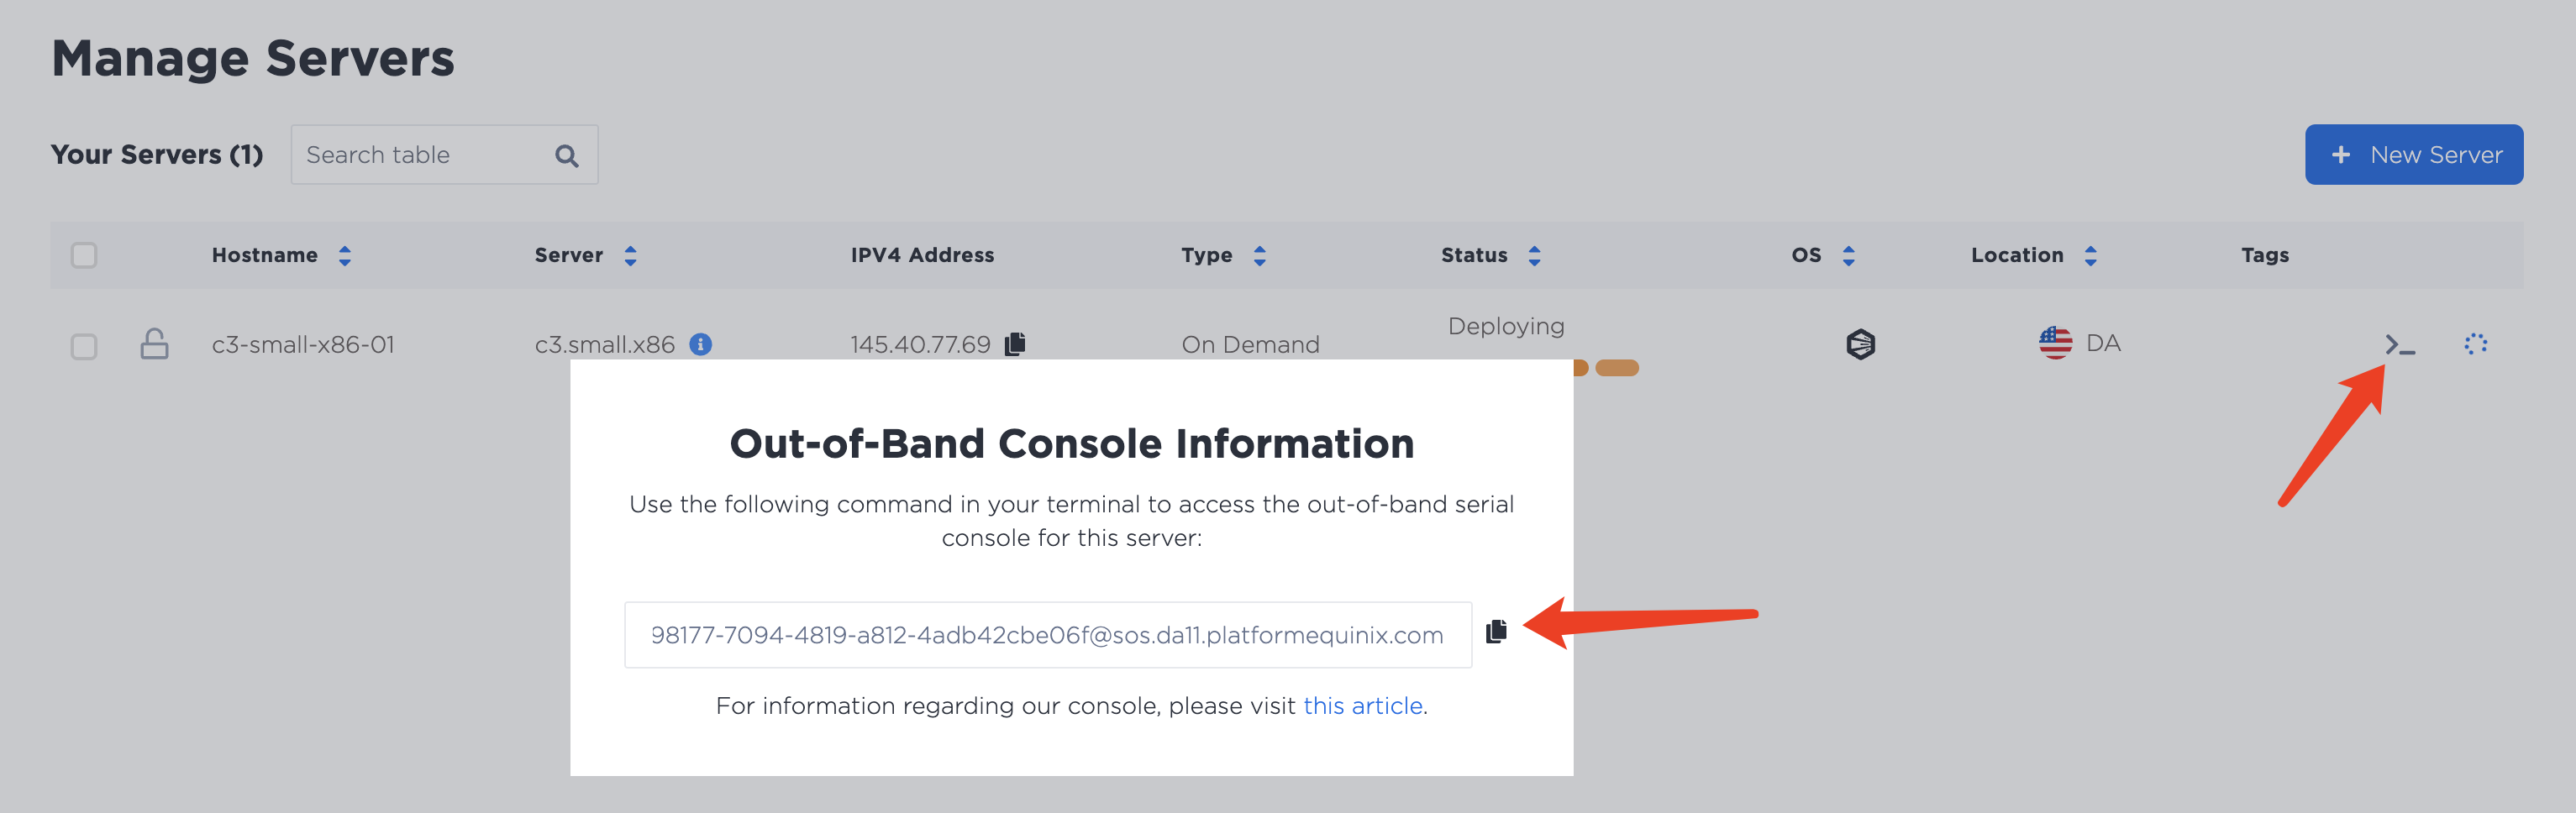 Manage Servers
Your Servers (1)
Search table
+ New Server
Hostname Server IPV4 Address Type Status OS Location Tags
Deploying
c3-small-x86-01 c3.small.x86 145.40.77.69 On Demand DA
Out-of-Band Console Information
Use the following command in your terminal to access the out-of-band serial
console for this server:
98177-7094-4819-a812-4adb42cbe06f@sos.da11.platformequinix.com
For information regarding our console, please visit this article.